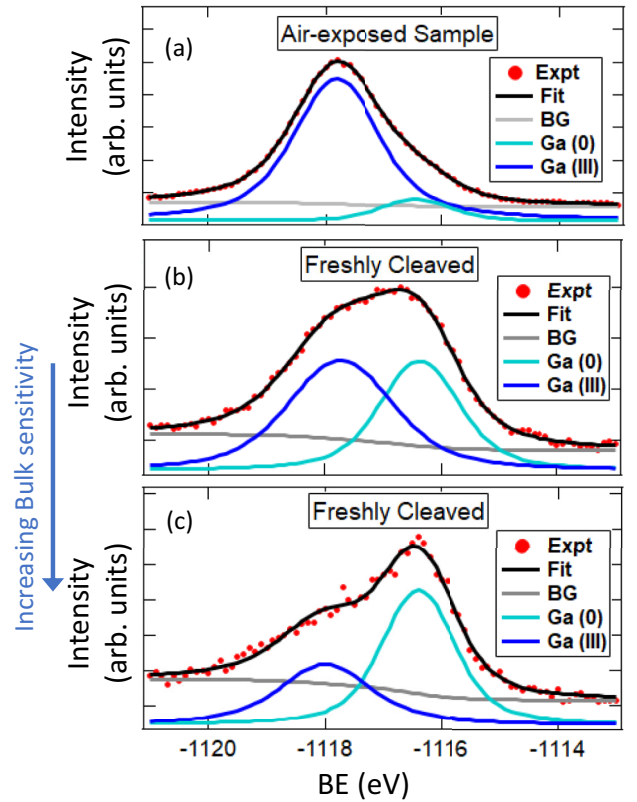 (a)
Air-exposed Sample
Expt
Fit
BG
Ga (0)
Ga (III)
Intensity
(arb. units)
(b)
Freshly Cleaved
Expt
Fit
BG
Ga (0)
Ga (III)
Intensity
(arb. units)
Increasing Bulk sensitivity
(c)
Freshly Cleaved
Expt
Fit
BG
Ga (0)
Ga (III)
Intensity
(arb. units)
-1120 -1118 -1116 -1114
BE (eV)